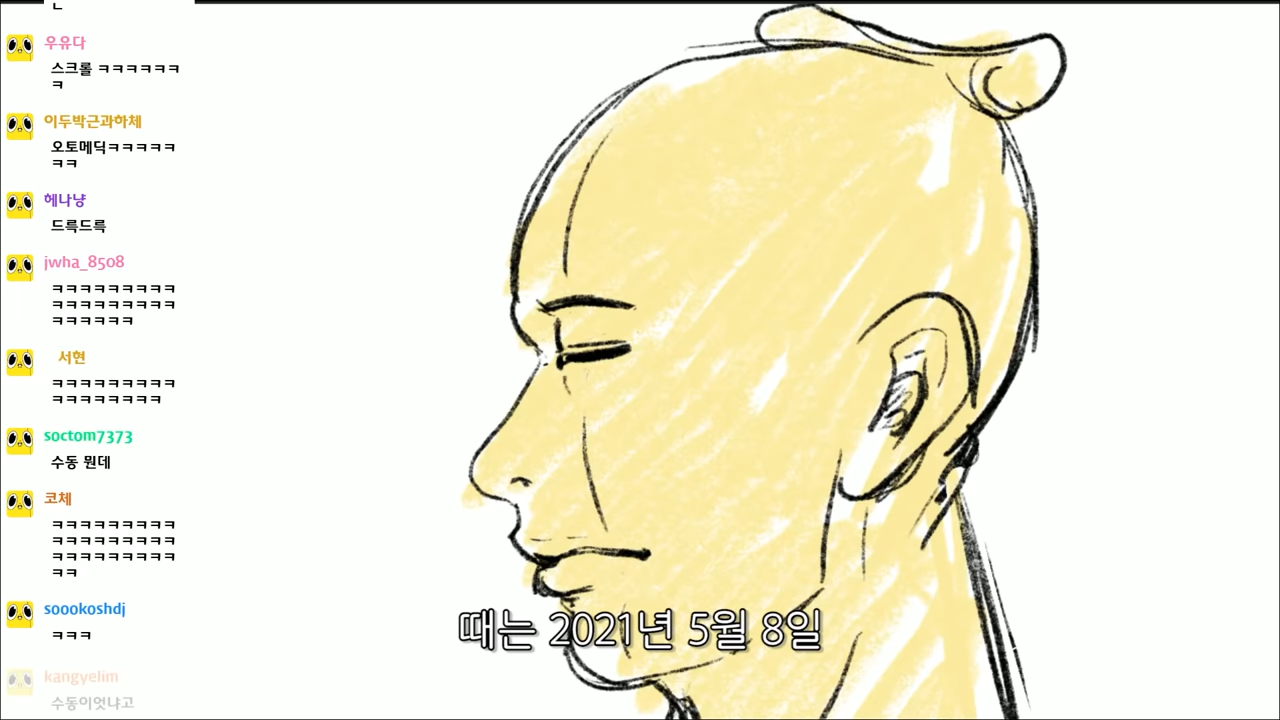 우유다
스크롤 ㅋㅋㅋㅋㅋㅋ
ㅋ
이두박근과하체
오토메딕ㅋㅋㅋㅋㅋ
ㅋㅋ
헤나냥
드륵드륵
jwha_8508
ㅋㅋㅋㅋㅋㅋㅋㅋㅋ
ㅋㅋㅋㅋㅋㅋㅋㅋㅋ
ㅋㅋㅋㅋㅋㅋ
서현
ㅋㅋㅋㅋㅋㅋㅋㅋㅋ
ㅋㅋㅋㅋㅋㅋㅋㅋ
soctom7373
수동 뭔데
코체
ㅋㅋㅋㅋㅋㅋㅋㅋㅋ
ㅋㅋㅋㅋㅋㅋㅋㅋㅋ
ㅋㅋㅋㅋㅋㅋㅋㅋㅋ
ㅋㅋ
soookoshdj
ㅋㅋㅋ
kangyelim
수동이엇냐고
때는 2021년 5월 8일